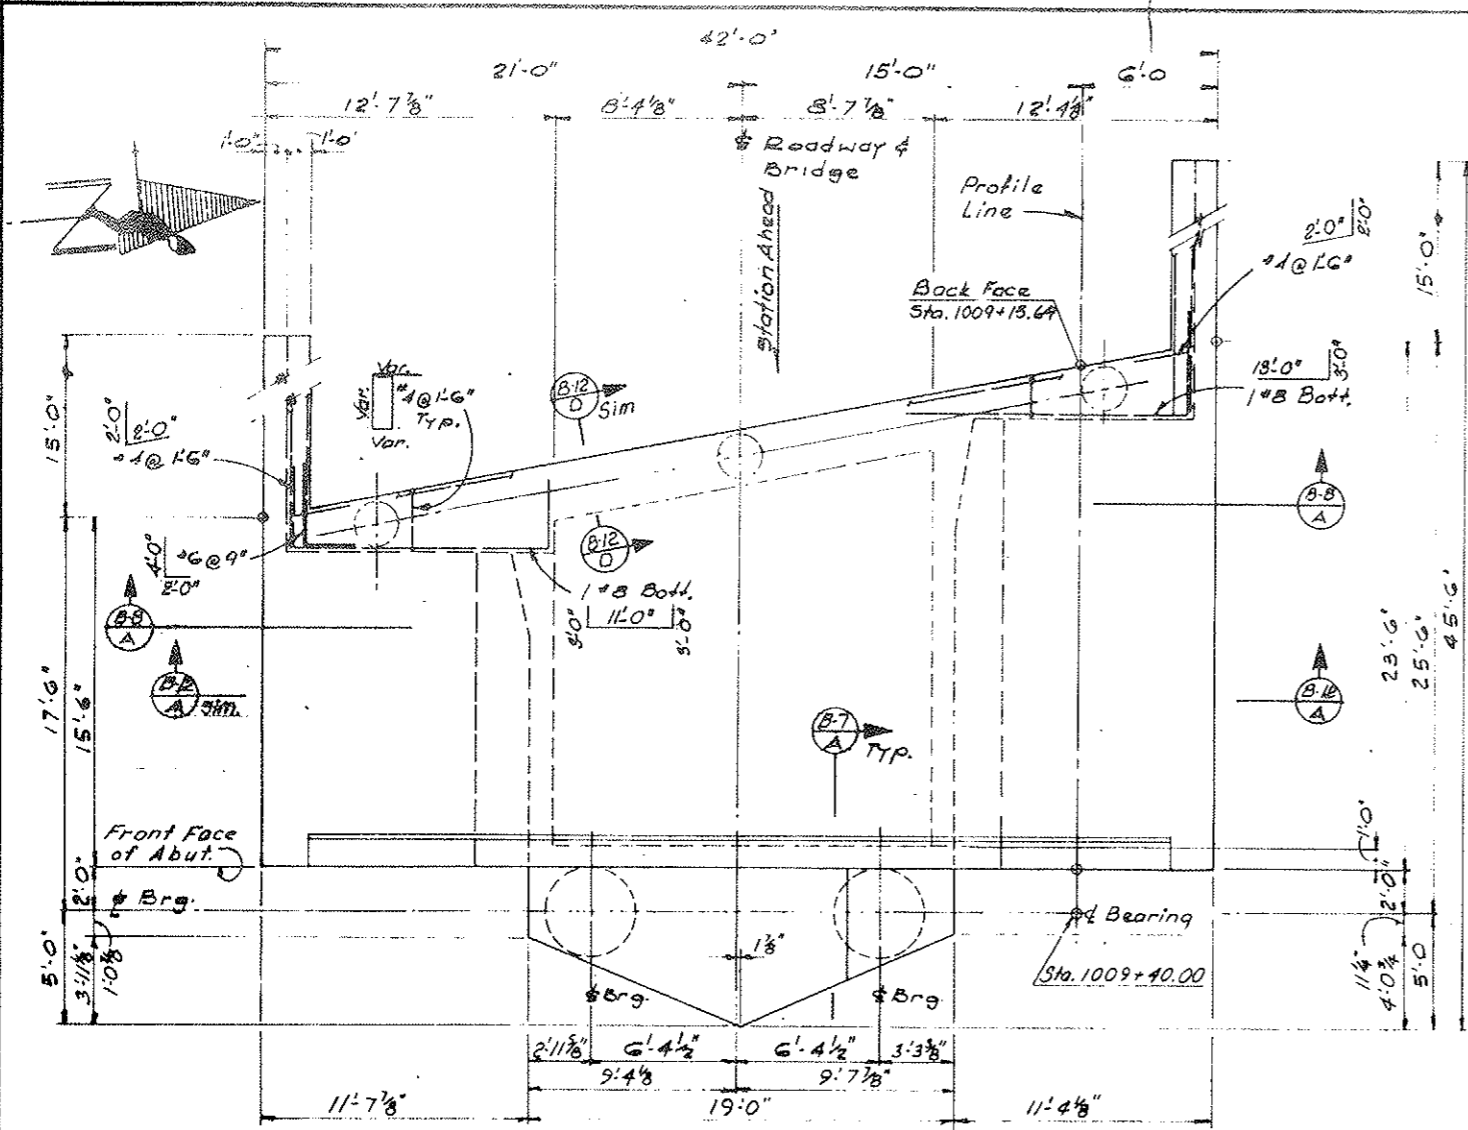 42'-0"
21'-0" 15'-0" 6'-0
12'-7⅞" 8'-4⅛" 8'-7⅞" 12'-4⅛"
1'-0" 1'-0"
℄ Roadway &
Bridge
Station Ahead
Profile
Line
2'-0" 2'-0"
#4 @ 1'-6"
15'-0"
Back Face
Sta. 1009+13.64
13'-0" 3'-0"
1 #8 Bott.
Var.
Var.
Var.
#4 @ 1'-6"
Typ.
B-12
D
Sim
15'-0"
2'-0" 2'-0"
#4 @ 1'-6"
B-8
A
#6 @ 9"
4'-0"
2'-0"
B-12
D
1 #8 Bott.
3'-0" 11'-0" 3'-0"
B-8
A
B-12
A
Sim.
17'-6"
15'-6"
B-12
A
23'-6"
25'-6"
45'-6"
B-7
A
Typ.
Front Face
of Abut.
1'-0"
2'-0"
℄ Brg.
2'-0"
℄ Bearing
Sta. 1009+40.00
5'-0"
3'-11⅝"
1'-0⅜"
1⅞"
11¼"
4'-0¾"
5'-0
℄ Brg. ℄ Brg.
2'-11⅝" 6'-4½" 6'-4½" 3'-3⅜"
9'-4⅛ 9'-7⅞"
11'-7⅞" 19'-0" 11'-4⅛"